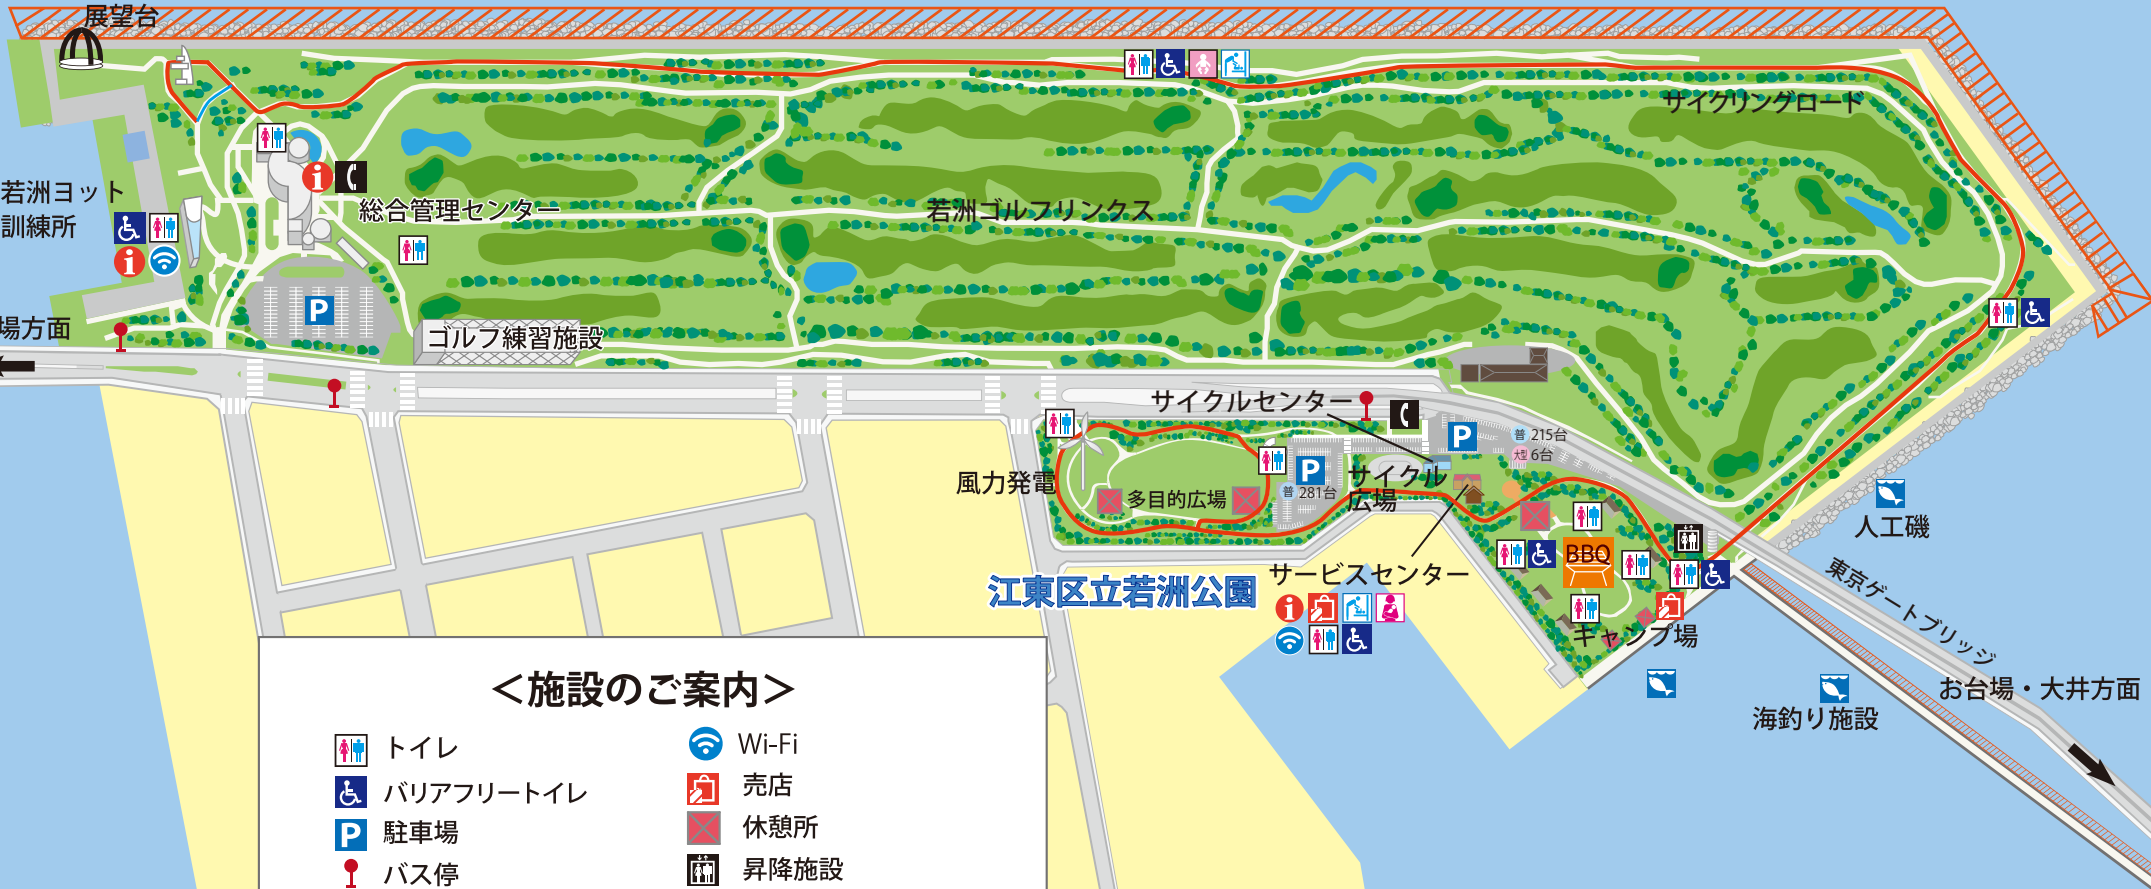 展望台
サイクリングロード
若洲ヨット
訓練所
総合管理センター
若洲ゴルフリンクス
P
場方面
ゴルフ練習施設
サイクルセンター
P
普 215台
大型 6台
風力発電
多目的広場
P
普 281台
サイクル
広場
人工磯
BBQ
江東区立若洲公園
サービスセンター
キャンプ場
東京ゲートブリッジ
お台場・大井方面
海釣り施設
＜施設のご案内＞
トイレ
バリアフリートイレ
P 駐車場
バス停
Wi-Fi
売店
休憩所
昇降施設